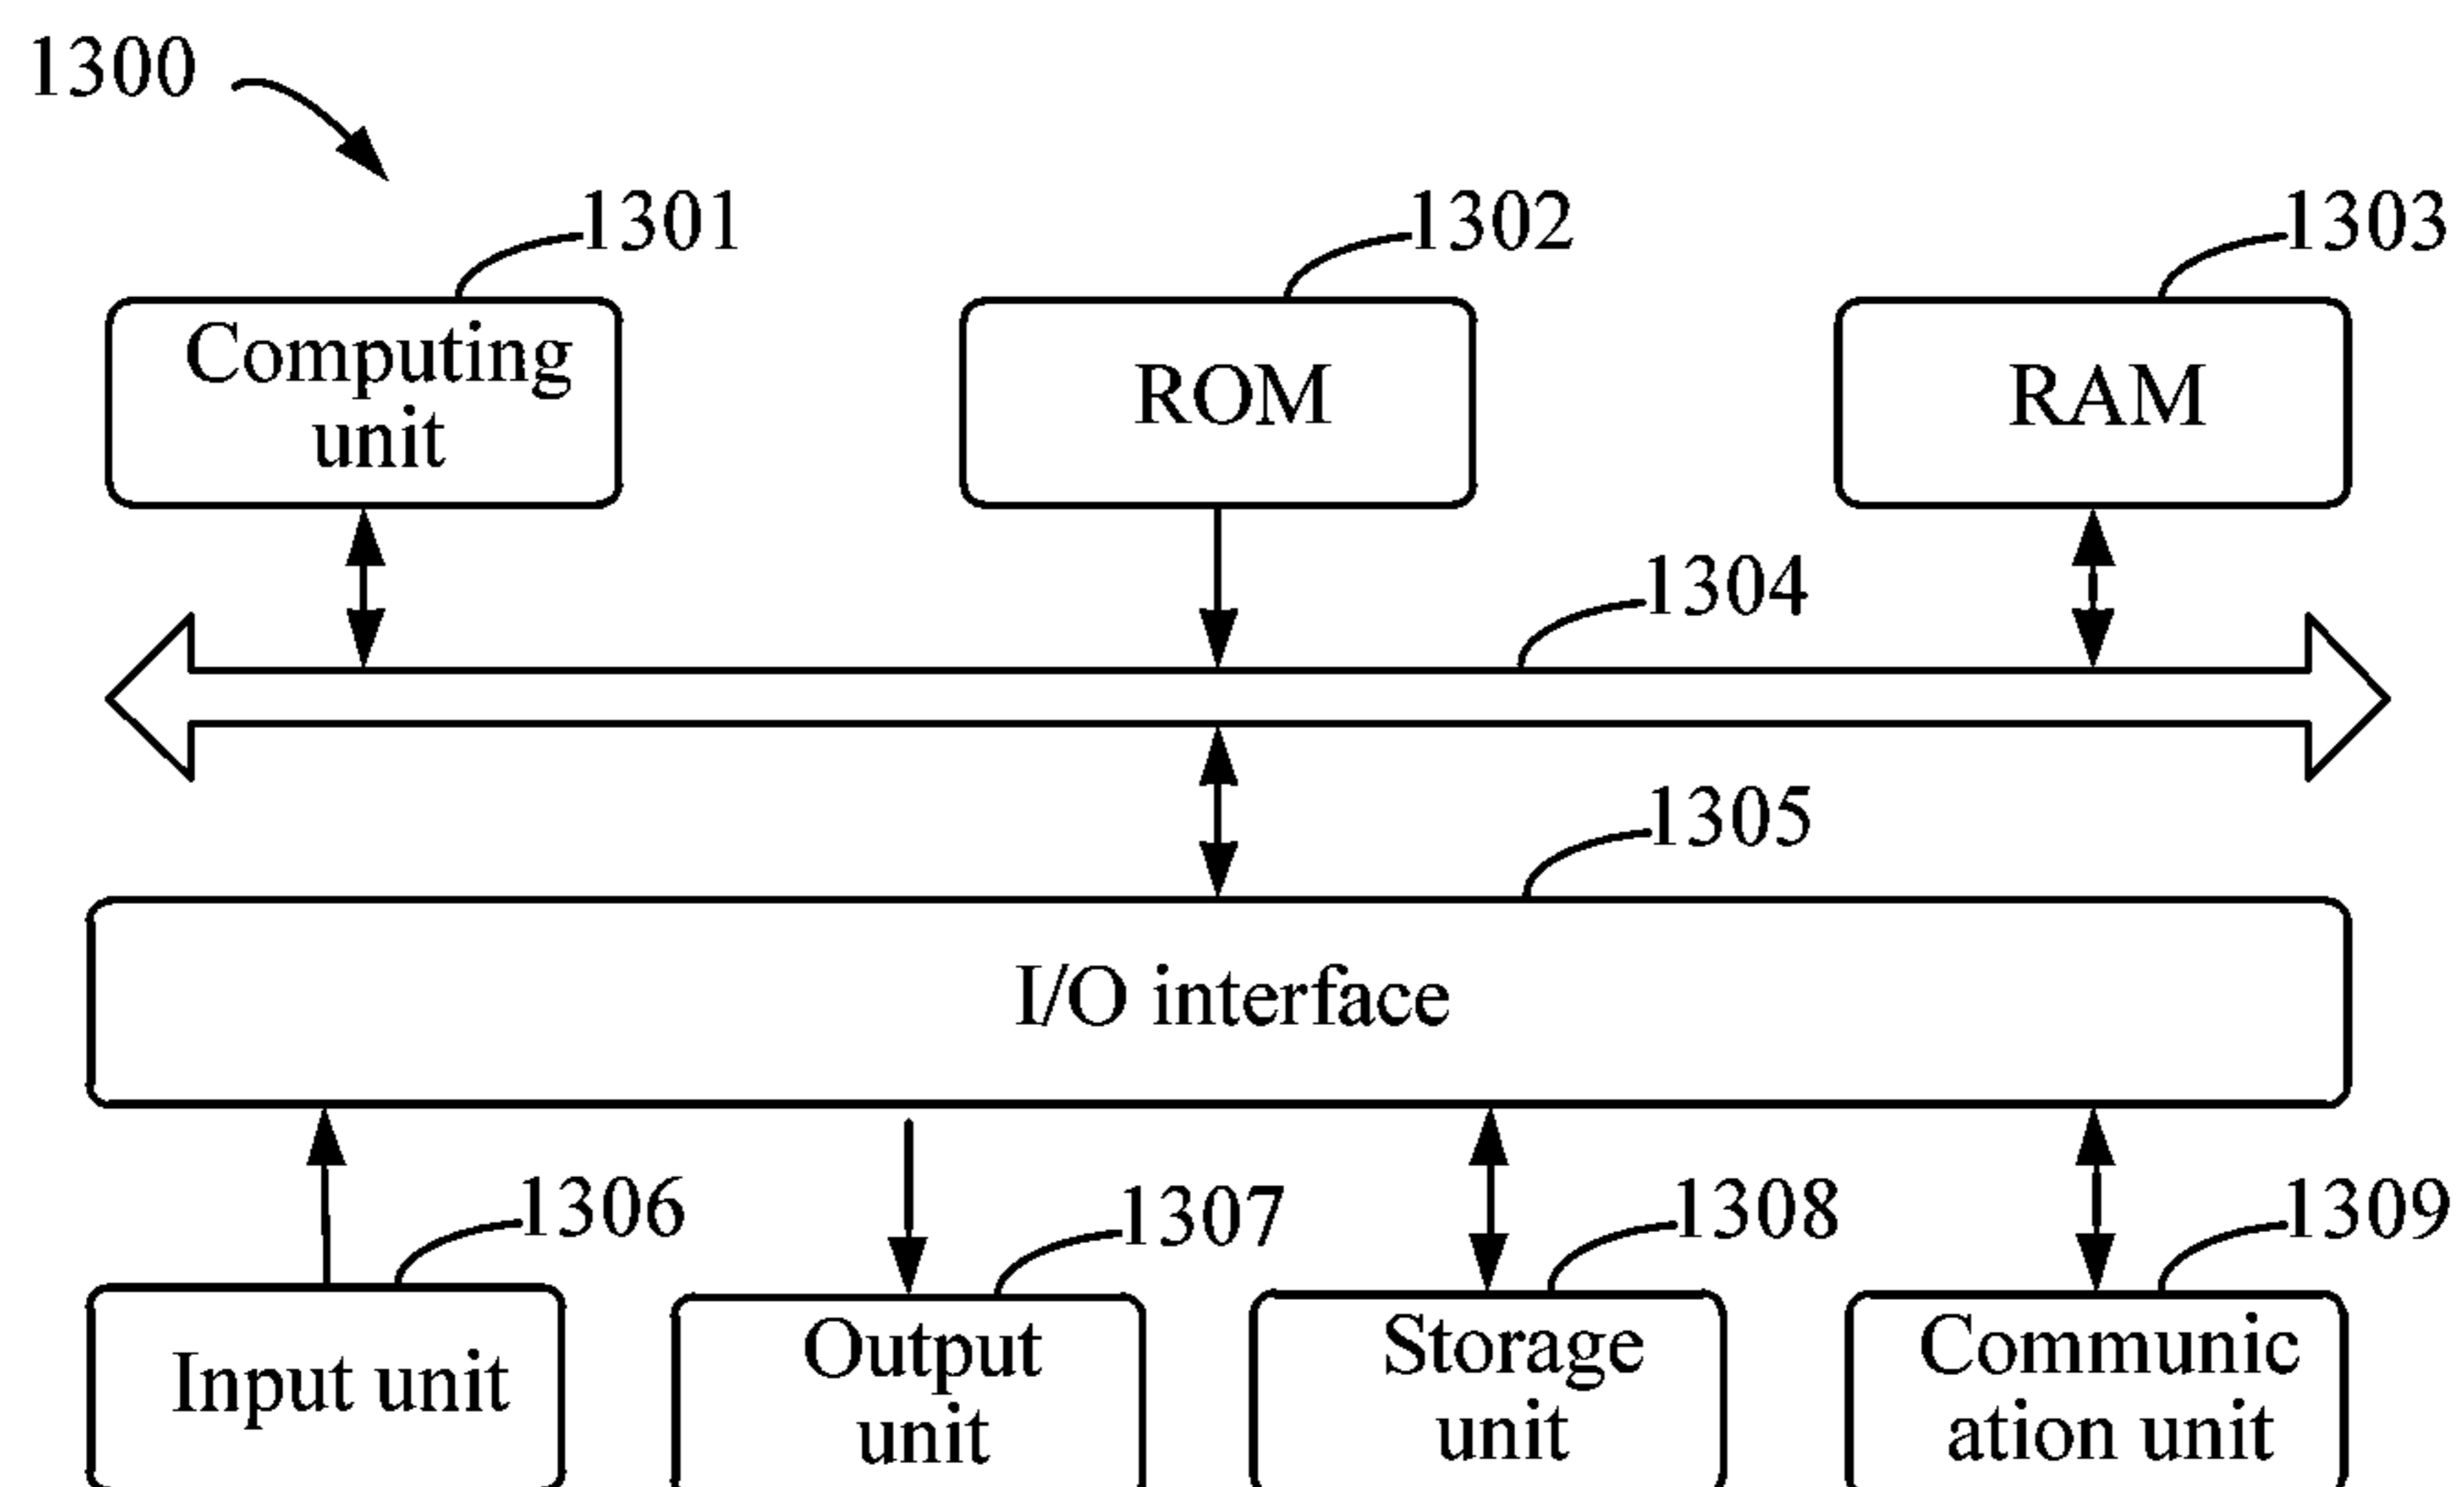 1300
1301
1302
1303
Computing
unit
ROM
RAM
1304
1305
I/O interface
1306
1307
1308
1309
Input unit
Output
unit
Storage
unit
Communic
ation unit